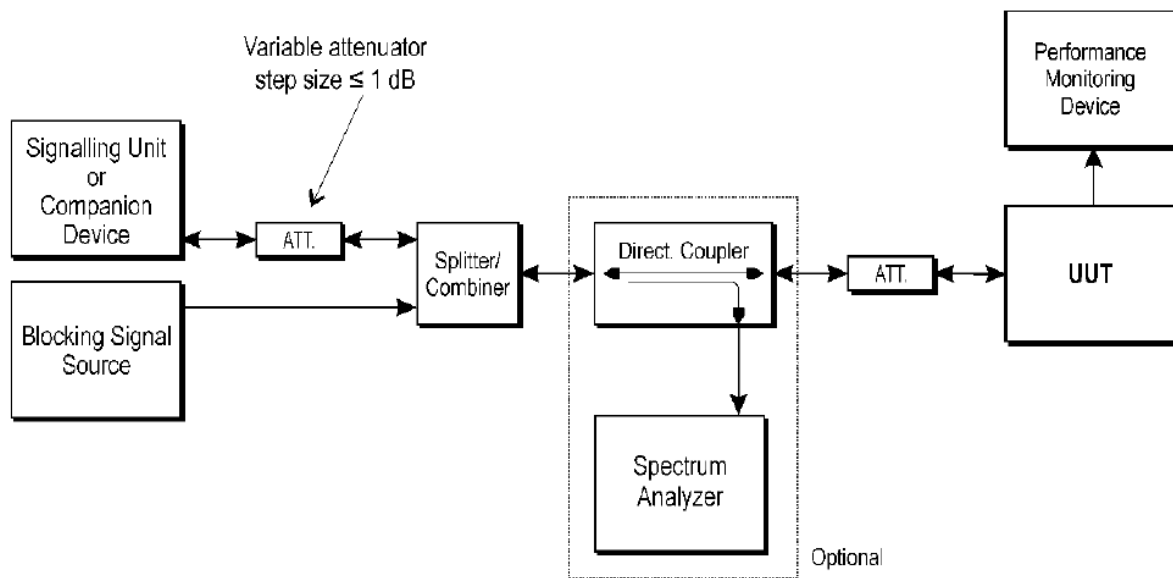 Variable attenuator
step size ≤ 1 dB
Performance
Monitoring
Device
Signalling Unit
or
Companion
Device
ATT.
Splitter/
Combiner
Direct. Coupler
ATT.
UUT
Blocking Signal
Source
Spectrum
Analyzer
Optional